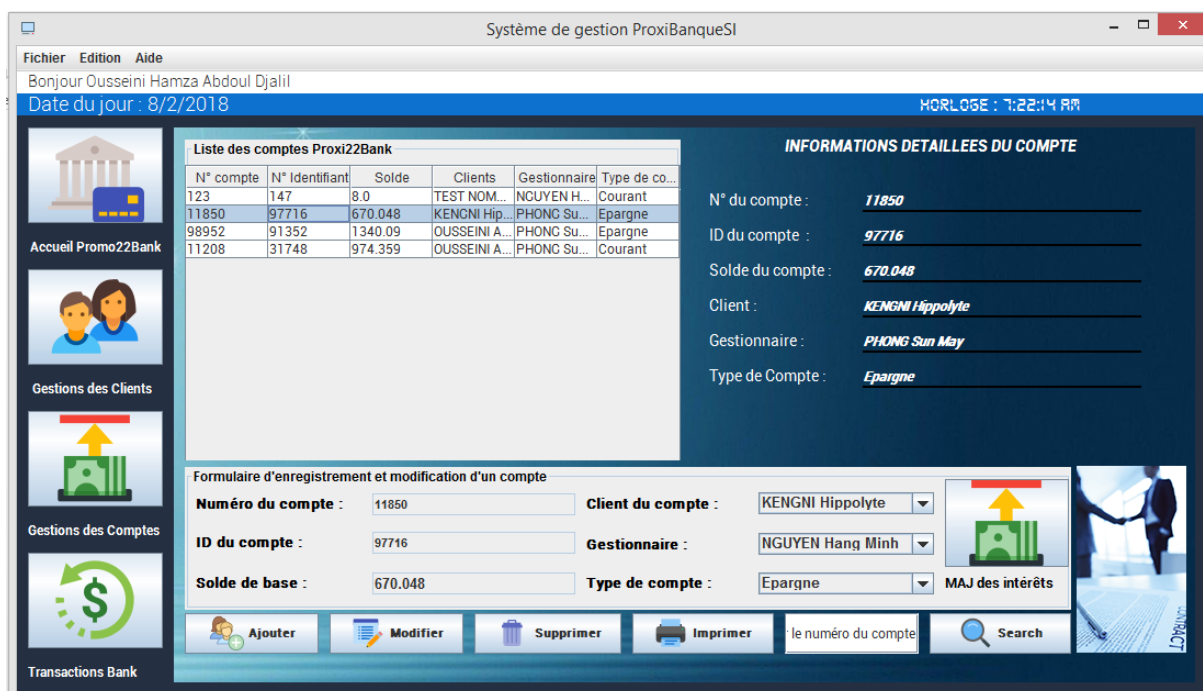 Système de gestion ProxiBanqueSI
Fichier Edition Aide
Bonjour Ousseini Hamza Abdoul Djalil
Date du jour : 8/2/2018
HORLOGE : 7:22:14 AM
Accueil Promo22Bank
Gestions des Clients
Gestions des Comptes
Transactions Bank
Liste des comptes Proxi22Bank
N° compte N° Identifiant Solde Clients Gestionnaire Type de co...
123 147 8.0 TEST NOM... NGUYEN H... Courant
11850 97716 670.048 KENGNI Hip... PHONG Su... Epargne
98952 91352 1340.09 OUSSEINI A... PHONG Su... Epargne
11208 31748 974.359 OUSSEINI A... PHONG Su... Courant
INFORMATIONS DETAILLEES DU COMPTE
N° du compte : 11850
ID du compte : 97716
Solde du compte : 670.048
Client : KENGNI Hippolyte
Gestionnaire : PHONG Sun May
Type de Compte : Epargne
Formulaire d'enregistrement et modification d'un compte
Numéro du compte : 11850 Client du compte : KENGNI Hippolyte
ID du compte : 97716 Gestionnaire : NGUYEN Hang Minh
Solde de base : 670.048 Type de compte : Epargne
MAJ des intérêts
Ajouter Modifier Supprimer Imprimer le numéro du compte Search
CONTRACT